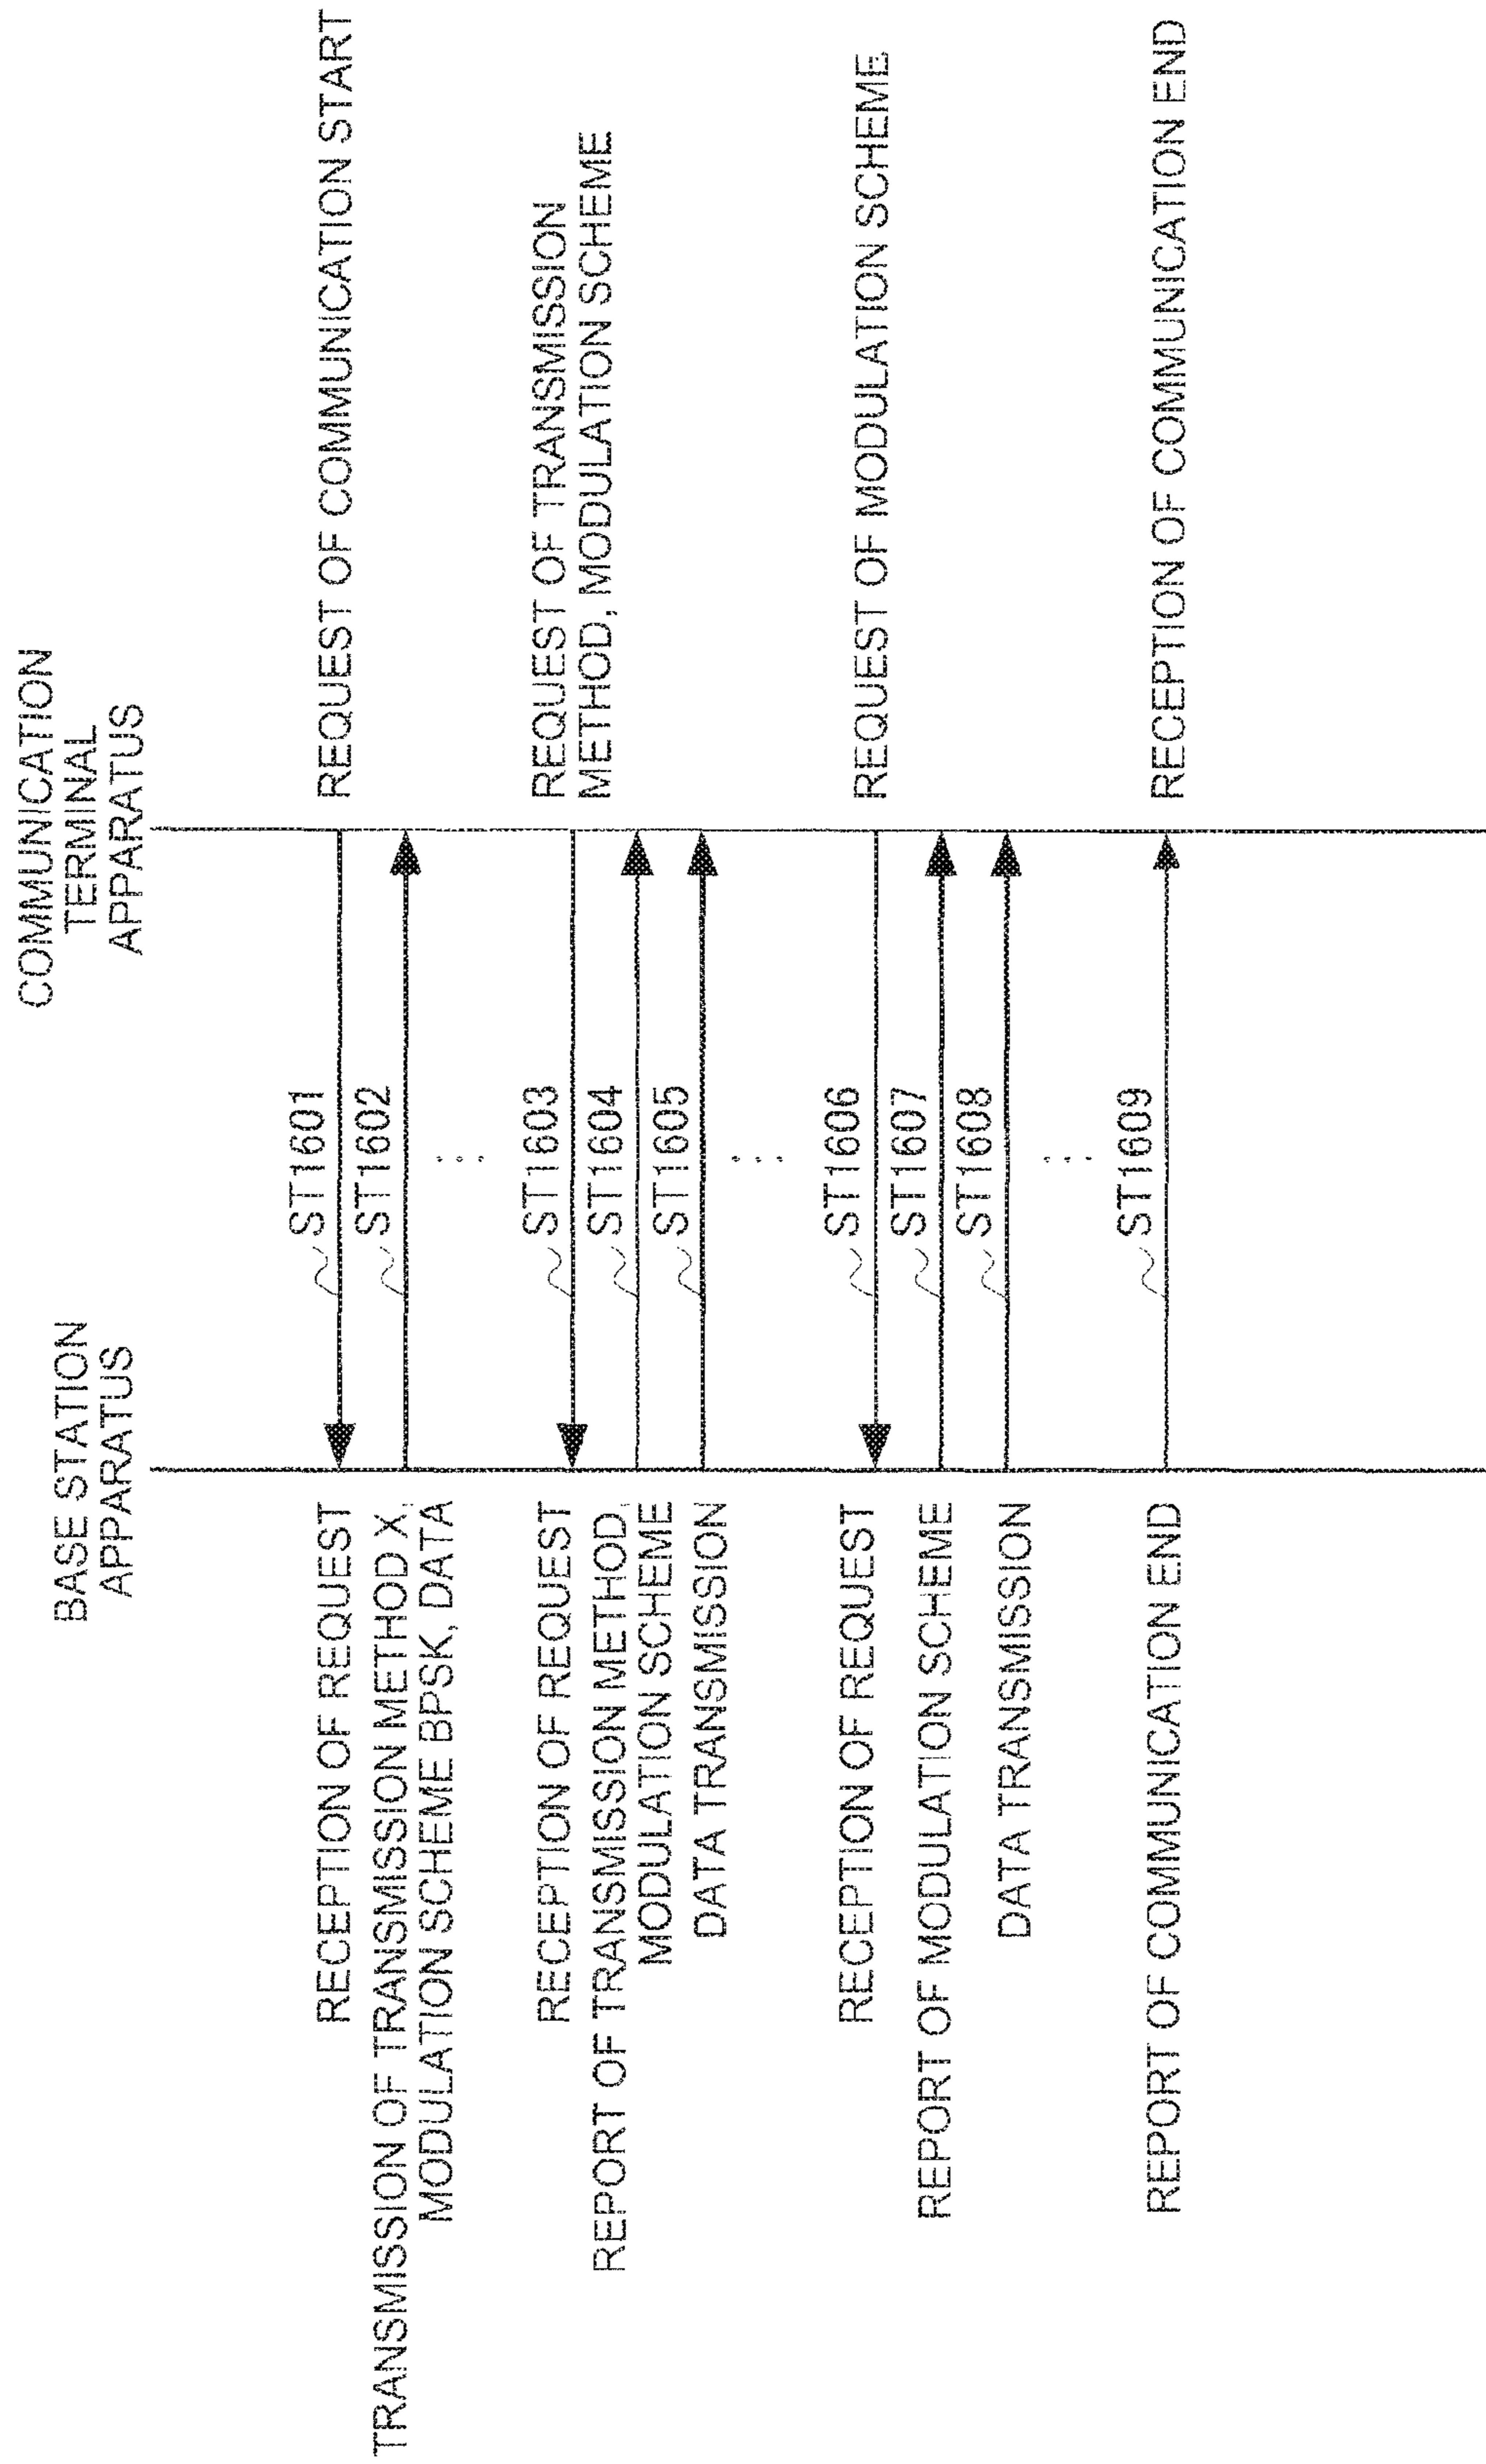 BASE STATION
APPARATUS
COMMUNICATION
TERMINAL
APPARATUS
RECEPTION OF REQUEST
ST1601
REQUEST OF COMMUNICATION START
TRANSMISSION OF TRANSMISSION METHOD X,
MODULATION SCHEME BPSK, DATA
ST1602
...
RECEPTION OF REQUEST
ST1603
REQUEST OF TRANSMISSION
METHOD, MODULATION SCHEME
REPORT OF TRANSMISSION METHOD,
MODULATION SCHEME
ST1604
DATA TRANSMISSION
ST1605
...
RECEPTION OF REQUEST
ST1606
REQUEST OF MODULATION SCHEME
REPORT OF MODULATION SCHEME
ST1607
DATA TRANSMISSION
ST1608
...
REPORT OF COMMUNICATION END
ST1609
RECEPTION OF COMMUNICATION END